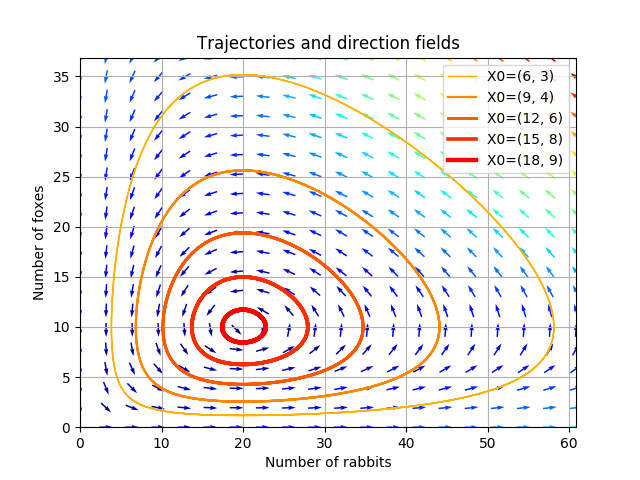 Trajectories and direction fields
X0=(6, 3)
X0=(9, 4)
X0=(12, 6)
X0=(15, 8)
X0=(18, 9)
Number of foxes
35
30
25
20
15
10
5
0
0 10 20 30 40 50 60
Number of rabbits